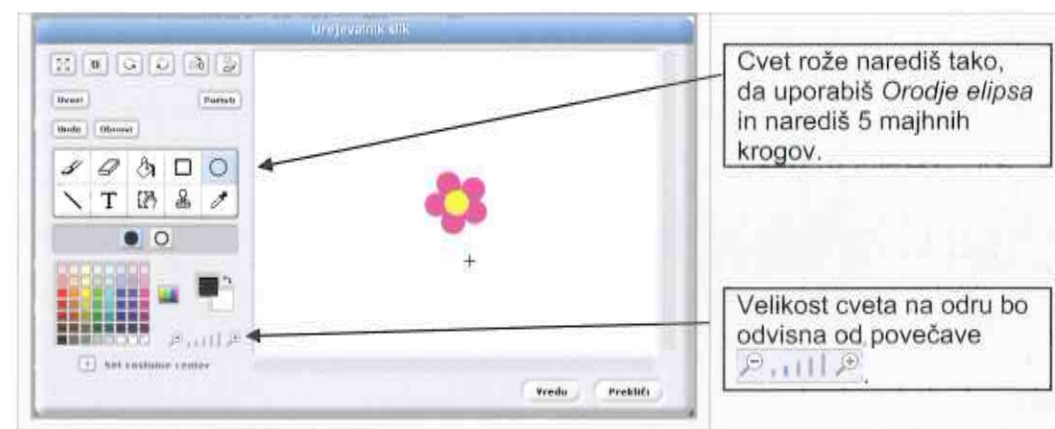 Urejevalnik slik
Uvozi
Počisti
Undo
Obnovi
T
Set costume center
Vredu
Prekliči
Cvet rože narediš tako,
da uporabiš Orodje elipsa
in narediš 5 majhnih
krogov.
Velikost cveta na odru bo
odvisna od povečave
.